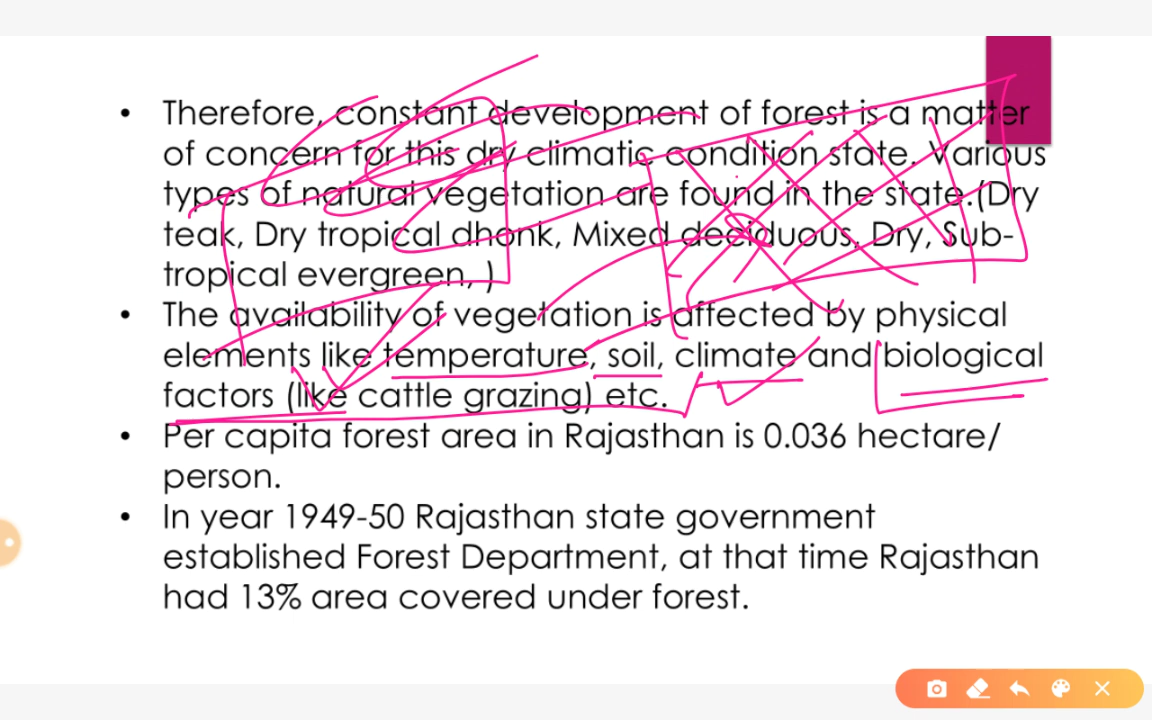 • Therefore, constant development of forest is a matter
of concern for this dry climatic condition state. Various
types of natural vegetation are found in the state.(Dry
teak, Dry tropical dhonk, Mixed deciduous, Dry, Sub-
tropical evergreen, )
• The availability of vegetation is affected by physical
elements like temperature, soil, climate and biological
factors (like cattle grazing) etc.
• Per capita forest area in Rajasthan is 0.036 hectare/
person.
• In year 1949-50 Rajasthan state government
established Forest Department, at that time Rajasthan
had 13% area covered under forest.